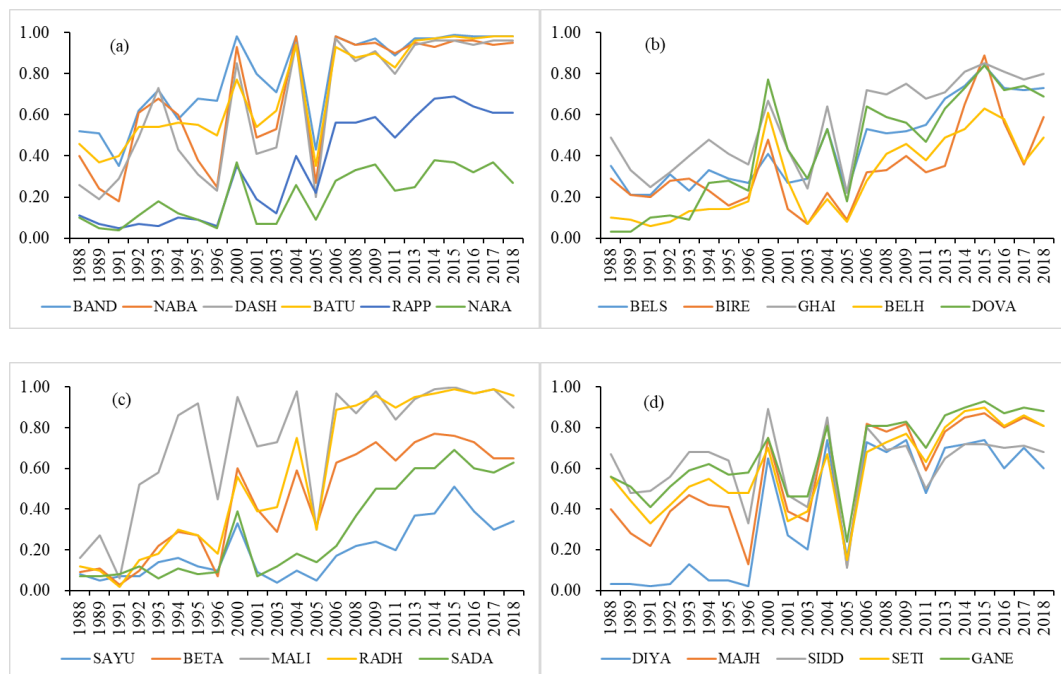 (a)
1.00
0.80
0.60
0.40
0.20
0.00
1988 1989 1991 1992 1993 1994 1995 1996 2000 2001 2003 2004 2005 2006 2008 2009 2011 2013 2014 2015 2016 2017 2018
BAND NABA DASH BATU RAPP NARA
(b)
1.00
0.80
0.60
0.40
0.20
0.00
1988 1989 1991 1992 1993 1994 1995 1996 2000 2001 2003 2004 2005 2006 2008 2009 2011 2013 2014 2015 2016 2017 2018
BELS BIRE GHAI BELH DOVA
(c)
1.00
0.80
0.60
0.40
0.20
0.00
1988 1989 1991 1992 1993 1994 1995 1996 2000 2001 2003 2004 2005 2006 2008 2009 2011 2013 2014 2015 2016 2017 2018
SAYU BETA MALI RADH SADA
(d)
1.00
0.80
0.60
0.40
0.20
0.00
1988 1989 1991 1992 1993 1994 1995 1996 2000 2001 2003 2004 2005 2006 2008 2009 2011 2013 2014 2015 2016 2017 2018
DIYA MAJH SIDD SETI GANE